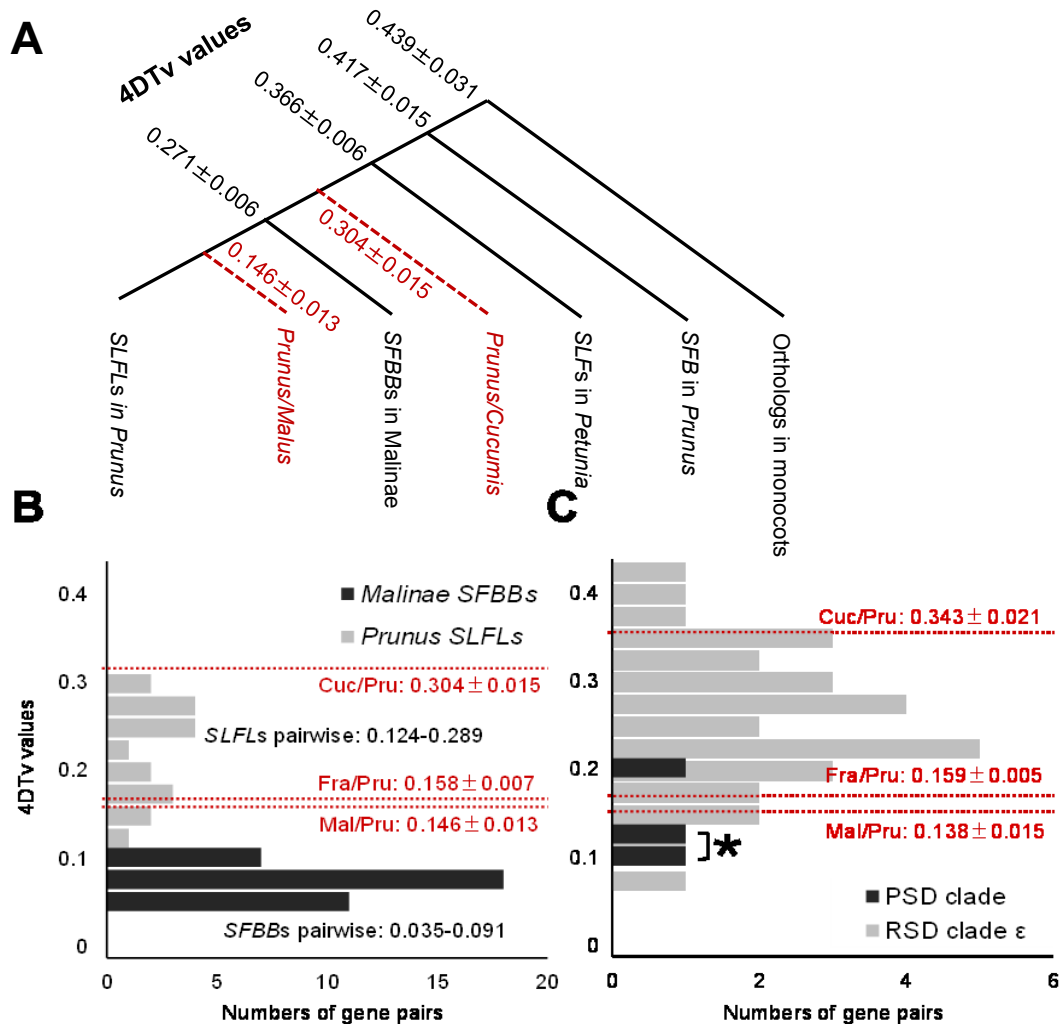 A
4DTv values
0.439±0.031
0.417±0.015
0.366±0.006
0.271±0.006
0.304±0.015
0.146±0.013
SLFLs in Prunus
Prunus/Malus
SFBBs in Malinae
Prunus/Cucumis
SLFs in Petunia
SFB in Prunus
Orthologs in monocots
B
4DTv values
0.4
0.3
0.2
0.1
0
Malinae SFBBs
Prunus SLFLs
Cuc/Pru: 0.304±0.015
SLFLs pairwise: 0.124-0.289
Fra/Pru: 0.158±0.007
Mal/Pru: 0.146±0.013
SFBBs pairwise: 0.035-0.091
0 5 10 15 20
Numbers of gene pairs
C
0.4
0.3
0.2
0.1
0
Cuc/Pru: 0.343±0.021
Fra/Pru: 0.159±0.005
Mal/Pru: 0.138±0.015
*
PSD clade
RSD clade ε
0 2 4 6
Numbers of gene pairs